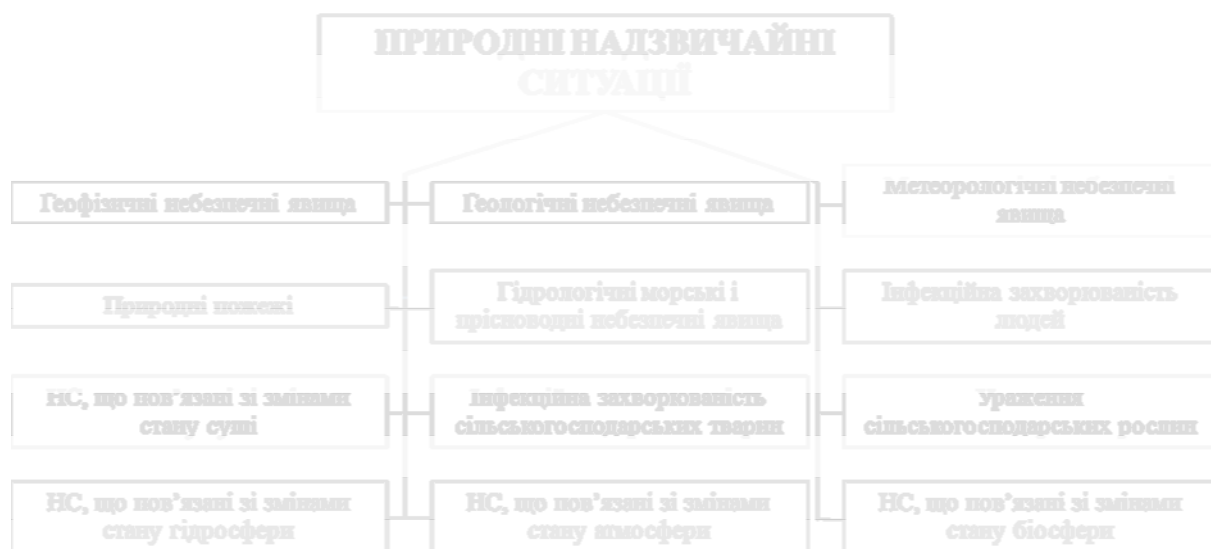 ПРИРОДНІ НАДЗВИЧАЙНІ
СИТУАЦІЇ
Геофізичні небезпечні явища
Геологічні небезпечні явища
Метеорологічні небезпечні
явища
Природні пожежі
Гідрологічні морські і
прісноводні небезпечні явища
Інфекційна захворюваність
людей
НС, що пов’язані зі змінами
стану суші
Інфекційна захворюваність
сільськогосподарських тварин
Ураження
сільськогосподарських рослин
НС, що пов’язані зі змінами
стану гідросфери
НС, що пов’язані зі змінами
стану атмосфери
НС, що пов’язані зі змінами
стану біосфери